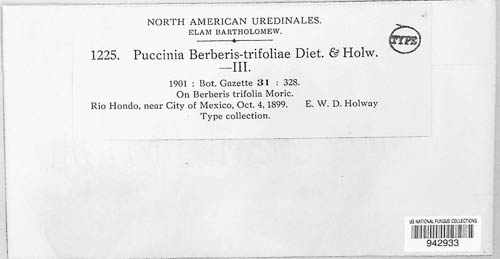 NORTH AMERICAN UREDINALES.
ELAM BARTHOLOMEW.
TYPE
1225. Puccinia Berberis-trifoliae Diet. & Holw.
—III.
1901 : Bot. Gazette 31 : 328.
On Berberis trifolia Moric.
Rio Hondo, near City of Mexico, Oct. 4, 1899. E. W. D. Holway
Type collection.
US NATIONAL FUNGUS COLLECTIONS
942933